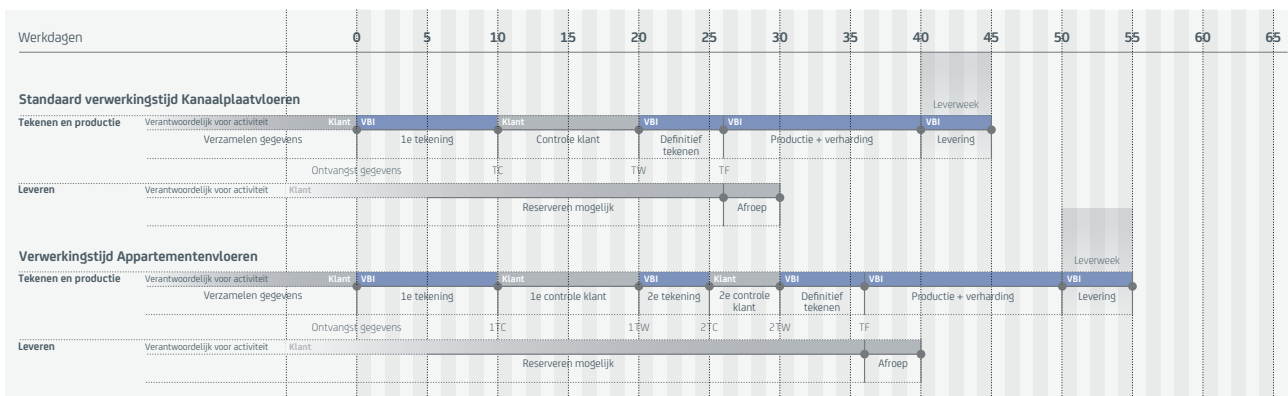 Werkdagen 0 5 10 15 20 25 30 35 40 45 50 55 60 65
Leverweek
Standaard verwerkingstijd Kanaalplaatvloeren
Tekenen en productie Verantwoordelijk voor activiteit Klant VBI Klant VBI VBI VBI
Verzamelen gegevens 1e tekening Controle klant Definitief tekenen Productie + verharding Levering
Ontvangst gegevens TC TW TF
Leveren Verantwoordelijk voor activiteit Klant
Reserveren mogelijk Afroep
Leverweek
Verwerkingstijd Appartementenvloeren
Tekenen en productie Verantwoordelijk voor activiteit Klant VBI Klant VBI Klant VBI VBI VBI
Verzamelen gegevens 1e tekening 1e controle klant 2e tekening 2e controle klant Definitief tekenen Productie + verharding Levering
Ontvangst gegevens 1TC 1TW 2TC 2TW TF
Leveren Verantwoordelijk voor activiteit Klant
Reserveren mogelijk Afroep